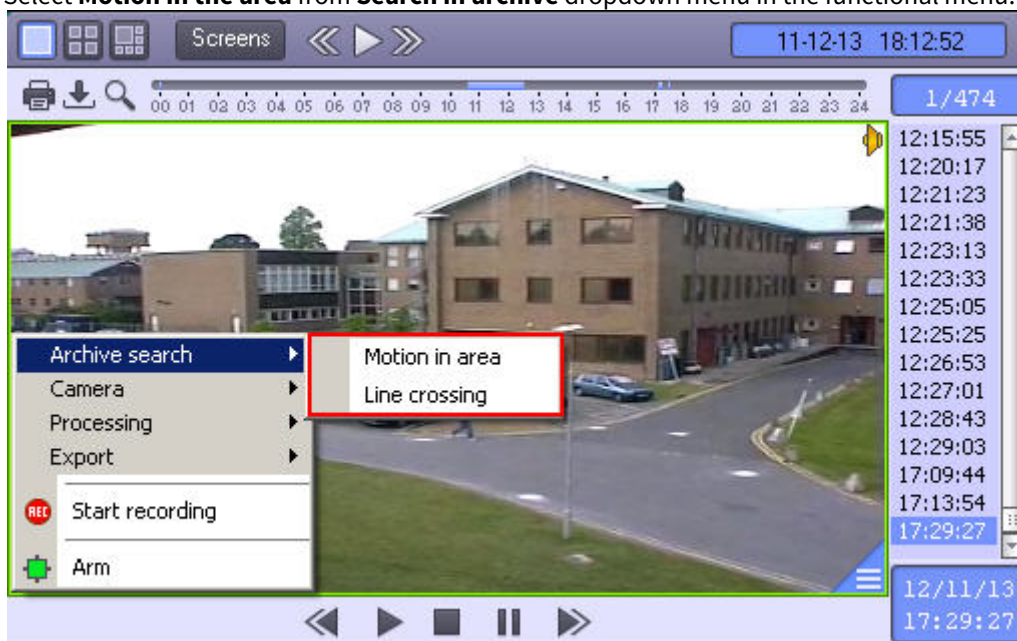 Select Motion in the area from Search in archive dropdown menu in the functional menu.
Screens
11-12-13 18:12:52
00 01 02 03 04 05 06 07 08 09 10 11 12 13 14 15 16 17 18 19 20 21 22 23 24
1/474
12:15:55
12:20:17
12:21:23
12:21:38
12:23:13
12:23:33
12:25:05
12:25:25
12:26:53
12:27:01
12:28:43
12:29:03
17:09:44
17:13:54
17:29:27
Archive search
Motion in area
Camera
Line crossing
Processing
Export
REC Start recording
Arm
12/11/13
17:29:27